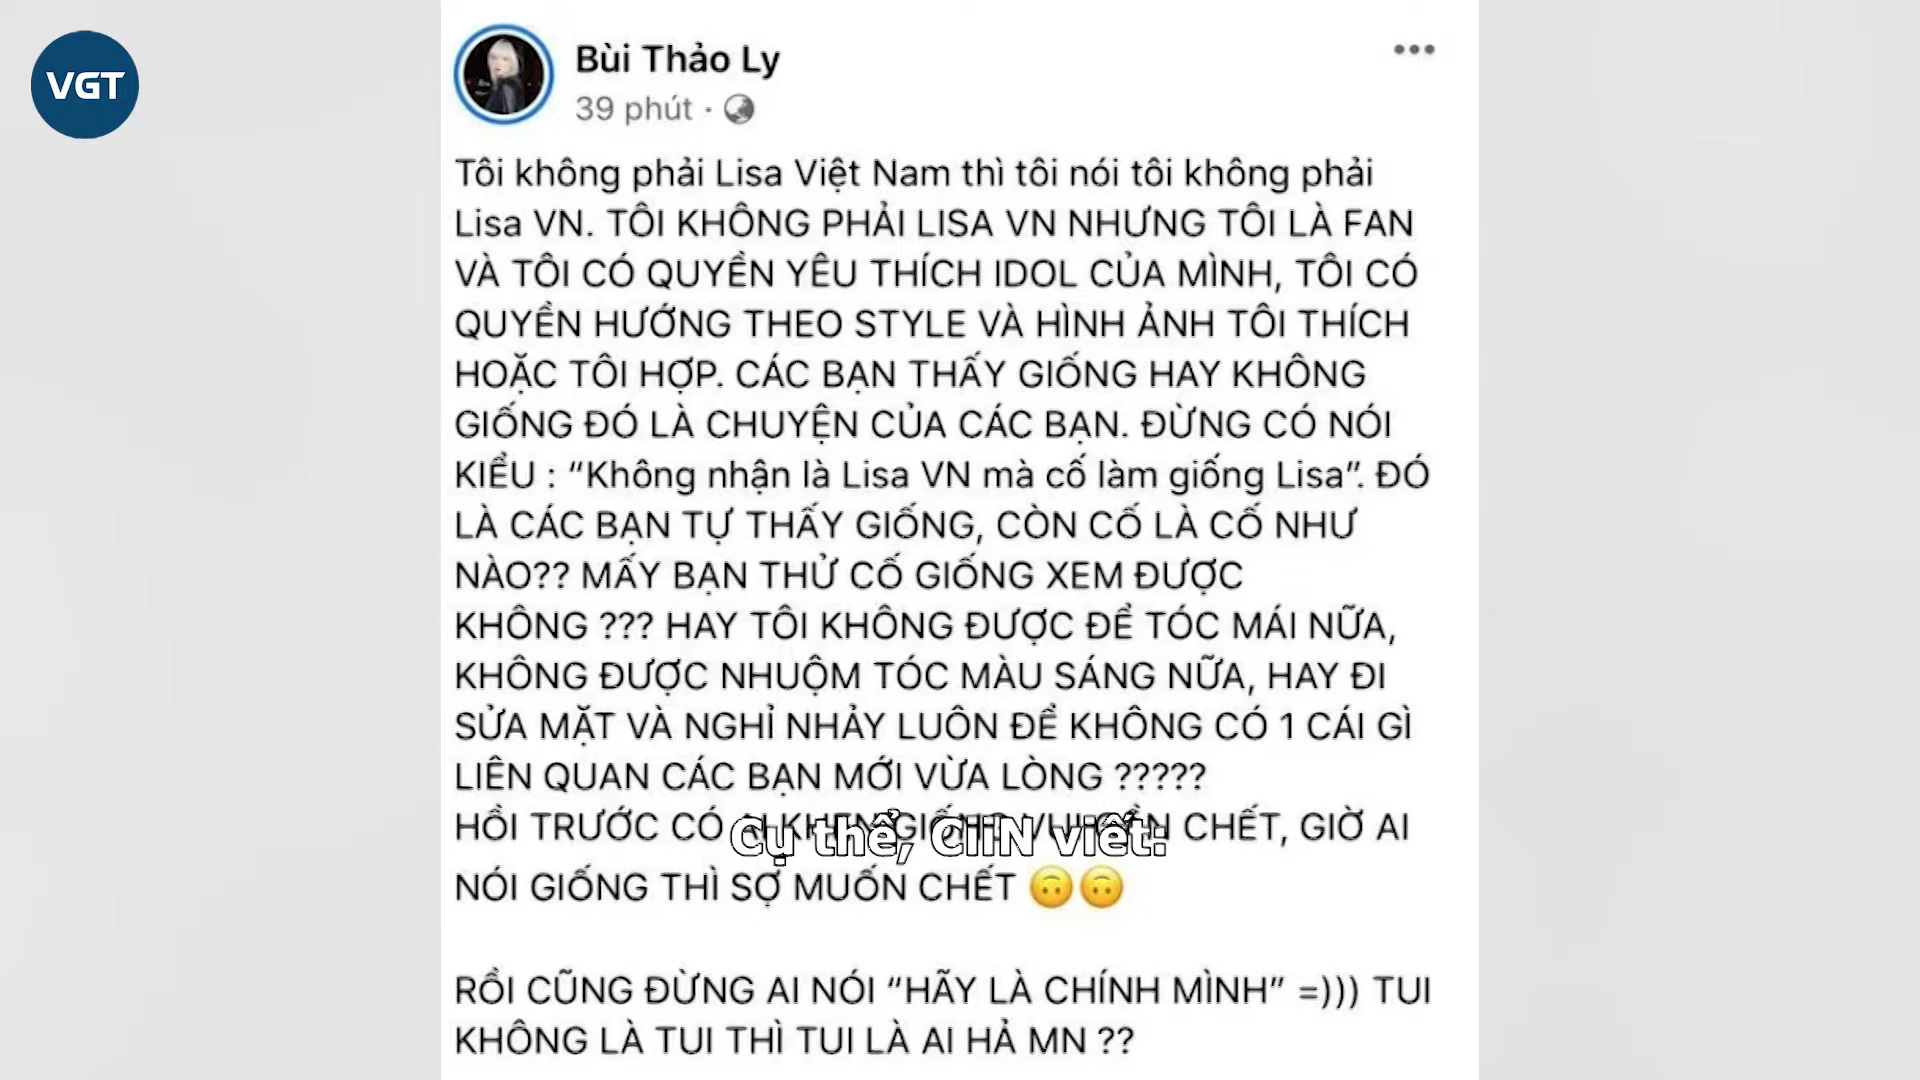 VGT
Bùi Thảo Ly
39 phút ·
Tôi không phải Lisa Việt Nam thì tôi nói tôi không phải
Lisa VN. TÔI KHÔNG PHẢI LISA VN NHƯNG TÔI LÀ FAN
VÀ TÔI CÓ QUYỀN YÊU THÍCH IDOL CỦA MÌNH, TÔI CÓ
QUYỀN HƯỚNG THEO STYLE VÀ HÌNH ẢNH TÔI THÍCH
HOẶC TÔI HỢP. CÁC BẠN THẤY GIỐNG HAY KHÔNG
GIỐNG ĐÓ LÀ CHUYỆN CỦA CÁC BẠN. ĐỪNG CÓ NÓI
KIỂU : “Không nhận là Lisa VN mà cố làm giống Lisa”. ĐÓ
LÀ CÁC BẠN TỰ THẤY GIỐNG, CÒN CỐ LÀ CỐ NHƯ
NÀO?? MẤY BẠN THỬ CỐ GIỐNG XEM ĐƯỢC
KHÔNG ??? HAY TÔI KHÔNG ĐƯỢC ĐỂ TÓC MÁI NỮA,
KHÔNG ĐƯỢC NHUỘM TÓC MÀU SÁNG NỮA, HAY ĐI
SỬA MẶT VÀ NGHỈ NHẢY LUÔN ĐỂ KHÔNG CÓ 1 CÁI GÌ
LIÊN QUAN CÁC BẠN MỚI VỪA LÒNG ?????
HỒI TRƯỚC CÓ AI KHEN GIỐNG VUI GẦN CHẾT, GIỜ AI
Cụ thể, CiiN viết:
NÓI GIỐNG THÌ SỢ MUỐN CHẾT 🙃🙃
RỒI CŨNG ĐỪNG AI NÓI “HÃY LÀ CHÍNH MÌNH” =))) TUI
KHÔNG LÀ TUI THÌ TUI LÀ AI HẢ MN ??